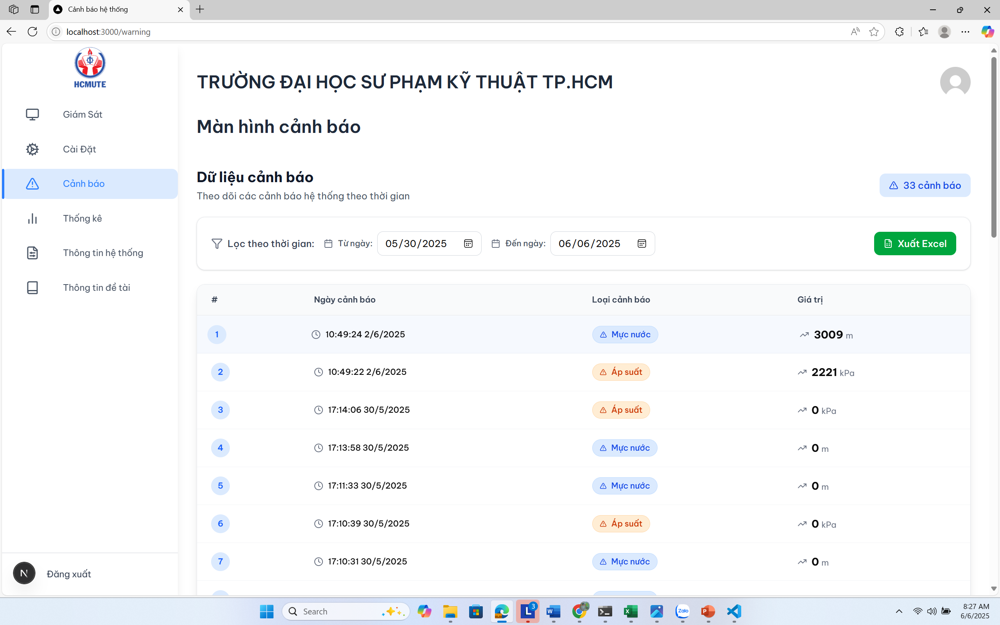 Cảnh báo hệ thống
localhost:3000/warning
HCMUTE
Giám Sát
Cài Đặt
Cảnh báo
Thống kê
Thông tin hệ thống
Thông tin đề tài
N
Đăng xuất
TRƯỜNG ĐẠI HỌC SƯ PHẠM KỸ THUẬT TP.HCM
Màn hình cảnh báo
Dữ liệu cảnh báo
Theo dõi các cảnh báo hệ thống theo thời gian
33 cảnh báo
Lọc theo thời gian: Từ ngày: 05/30/2025 Đến ngày: 06/06/2025 Xuất Excel
# Ngày cảnh báo Loại cảnh báo Giá trị
1 10:49:24 2/6/2025 Mực nước 3009 m
2 10:49:22 2/6/2025 Áp suất 2221 kPa
3 17:14:06 30/5/2025 Áp suất 0 kPa
4 17:13:58 30/5/2025 Mực nước 0 m
5 17:11:33 30/5/2025 Mực nước 0 m
6 17:10:39 30/5/2025 Áp suất 0 kPa
7 17:10:31 30/5/2025 Mực nước 0 m
Search
L 3
W
X
Zalo
P
8:27 AM
6/6/2025